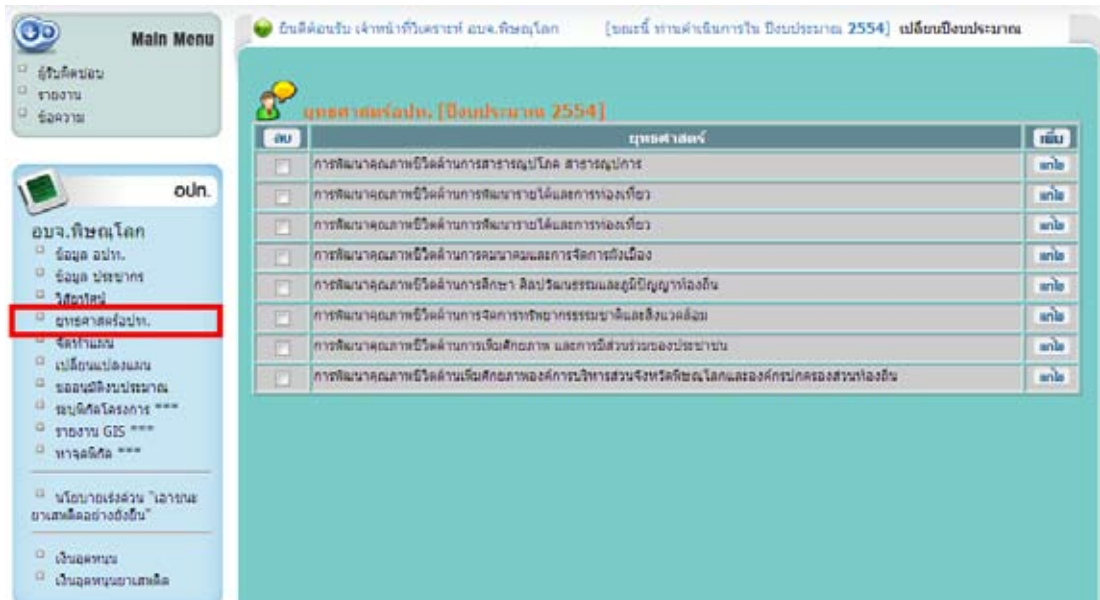 Main Menu
ผู้รับผิดชอบ
รายงาน
ข้อความ
อปท.
อบจ.พิษณุโลก
ข้อมูล อปท.
ข้อมูล ประชากร
วิสัยทัศน์
ยุทธศาสตร์อปท.
จัดทำแผน
เปลี่ยนแปลงแผน
ขออนุมัติงบประมาณ
ระบุพิกัดโครงการ ***
รายงาน GIS ***
หาจุดพิกัด ***
นโยบายเร่งด่วน "เอาชนะ
ยาเสพติดอย่างยั่งยืน"
เงินอุดหนุน
เงินอุดหนุนยาเสพติด
ยินดีต้อนรับ เจ้าหน้าที่วิเคราะห์ อบจ.พิษณุโลก [ขณะนี้ ท่านดำเนินการใน ปีงบประมาณ 2554] เปลี่ยนปีงบประมาณ
ยุทธศาสตร์อปท. [ปีงบประมาณ 2554]
ลบ ยุทธศาสตร์ เพิ่ม
การพัฒนาคุณภาพชีวิตด้านการสาธารณูปโภค สาธารณูปการ แก้ไข
การพัฒนาคุณภาพชีวิตด้านการพัฒนารายได้และการท่องเที่ยว แก้ไข
การพัฒนาคุณภาพชีวิตด้านการพัฒนารายได้และการท่องเที่ยว แก้ไข
การพัฒนาคุณภาพชีวิตด้านการคมนาคมและการจัดการผังเมือง แก้ไข
การพัฒนาคุณภาพชีวิตด้านการศึกษา ศิลปวัฒนธรรมและภูมิปัญญาท้องถิ่น แก้ไข
การพัฒนาคุณภาพชีวิตด้านการจัดการทรัพยากรธรรมชาติและสิ่งแวดล้อม แก้ไข
การพัฒนาคุณภาพชีวิตด้านการเพิ่มศักยภาพ และการมีส่วนร่วมของประชาชน แก้ไข
การพัฒนาคุณภาพชีวิตด้านเพิ่มศักยภาพองค์การบริหารส่วนจังหวัดพิษณุโลกและองค์กรปกครองส่วนท้องถิ่น แก้ไข